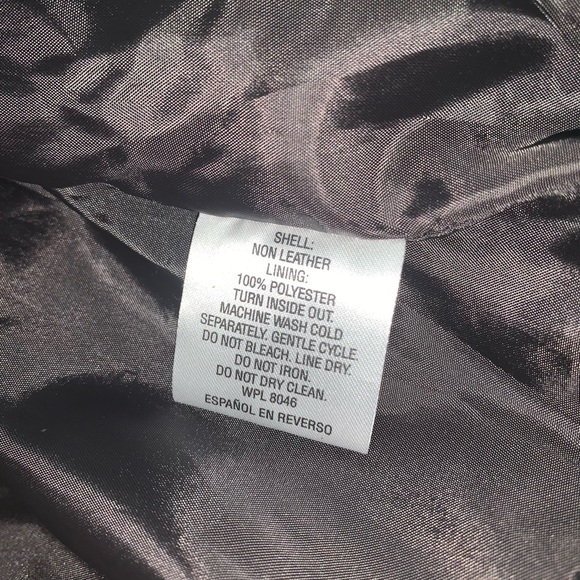 SHELL:
NON LEATHER
LINING:
100% POLYESTER
TURN INSIDE OUT.
MACHINE WASH COLD
SEPARATELY. GENTLE CYCLE.
DO NOT BLEACH. LINE DRY.
DO NOT IRON.
DO NOT DRY CLEAN.
WPL 8046
ESPAÑOL EN REVERSO